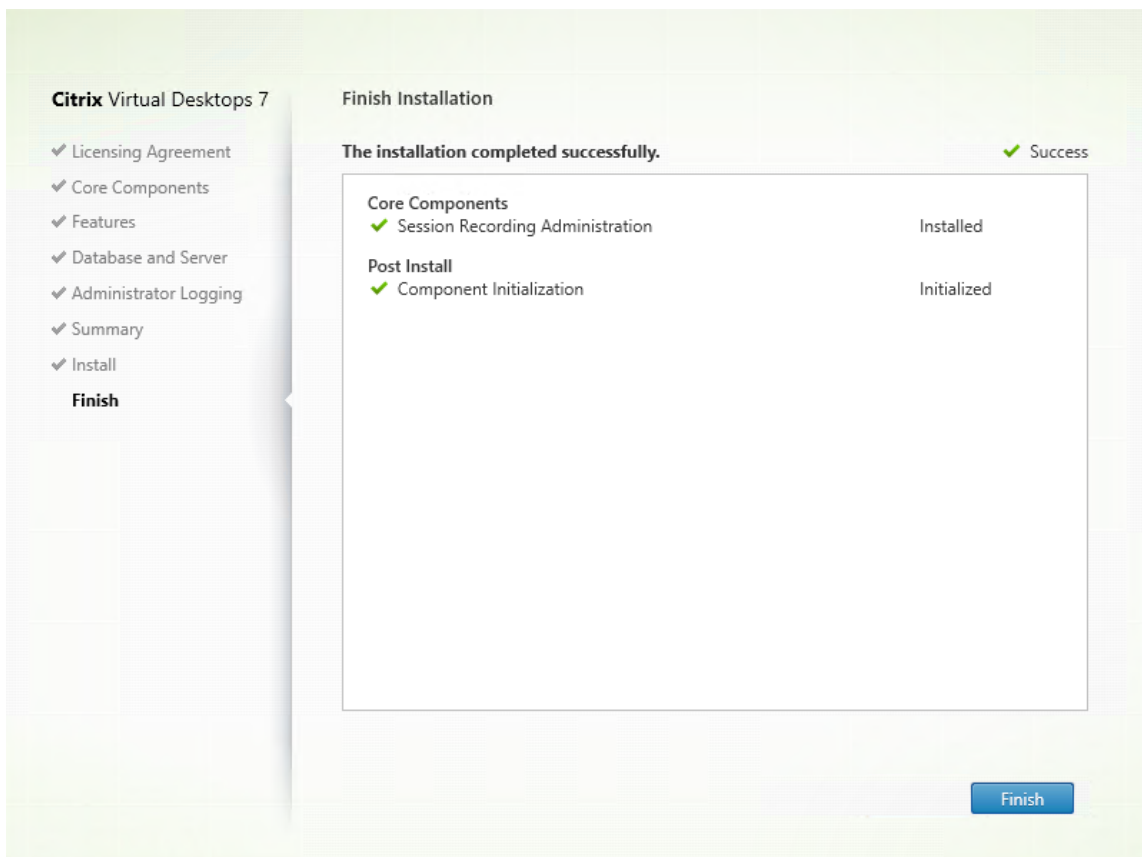 Citrix Virtual Desktops 7
Licensing Agreement
Core Components
Features
Database and Server
Administrator Logging
Summary
Install
Finish
Finish Installation
The installation completed successfully.
Success
Core Components
Session Recording Administration Installed
Post Install
Component Initialization Initialized
Finish